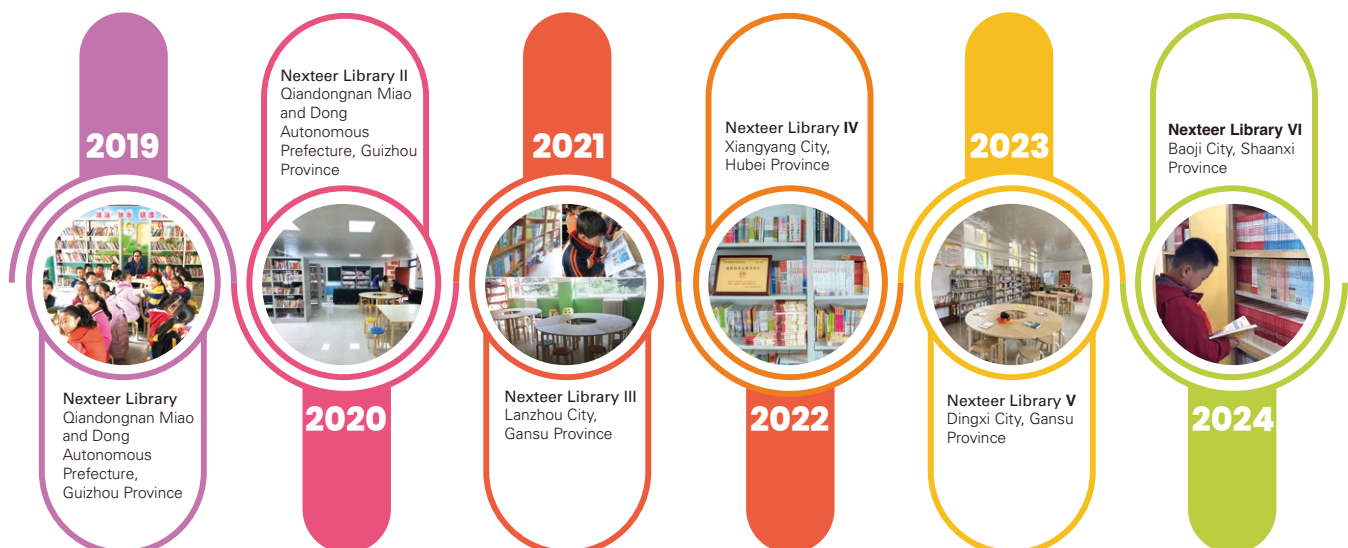 2019
Nexteer Library
Qiandongnan Miao
and Dong
Autonomous
Prefecture,
Guizhou Province
Nexteer Library II
Qiandongnan Miao
and Dong
Autonomous
Prefecture, Guizhou
Province
2020
2021
Nexteer Library III
Lanzhou City,
Gansu Province
Nexteer Library IV
Xiangyang City,
Hubei Province
2022
2023
Nexteer Library V
Dingxi City, Gansu
Province
Nexteer Library VI
Baoji City, Shaanxi
Province
2024